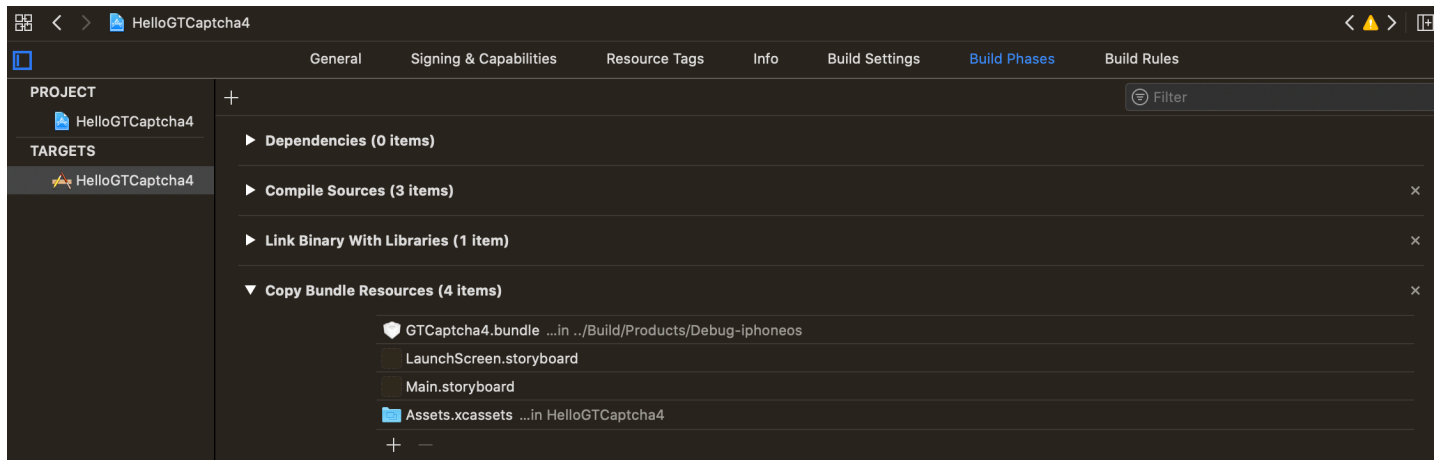 HelloGTCaptcha4
General Signing & Capabilities Resource Tags Info Build Settings Build Phases Build Rules
PROJECT
HelloGTCaptcha4
TARGETS
HelloGTCaptcha4
Filter
Dependencies (0 items)
Compile Sources (3 items)
Link Binary With Libraries (1 item)
Copy Bundle Resources (4 items)
GTCaptcha4.bundle ...in ../Build/Products/Debug-iphoneos
LaunchScreen.storyboard
Main.storyboard
Assets.xcassets ...in HelloGTCaptcha4